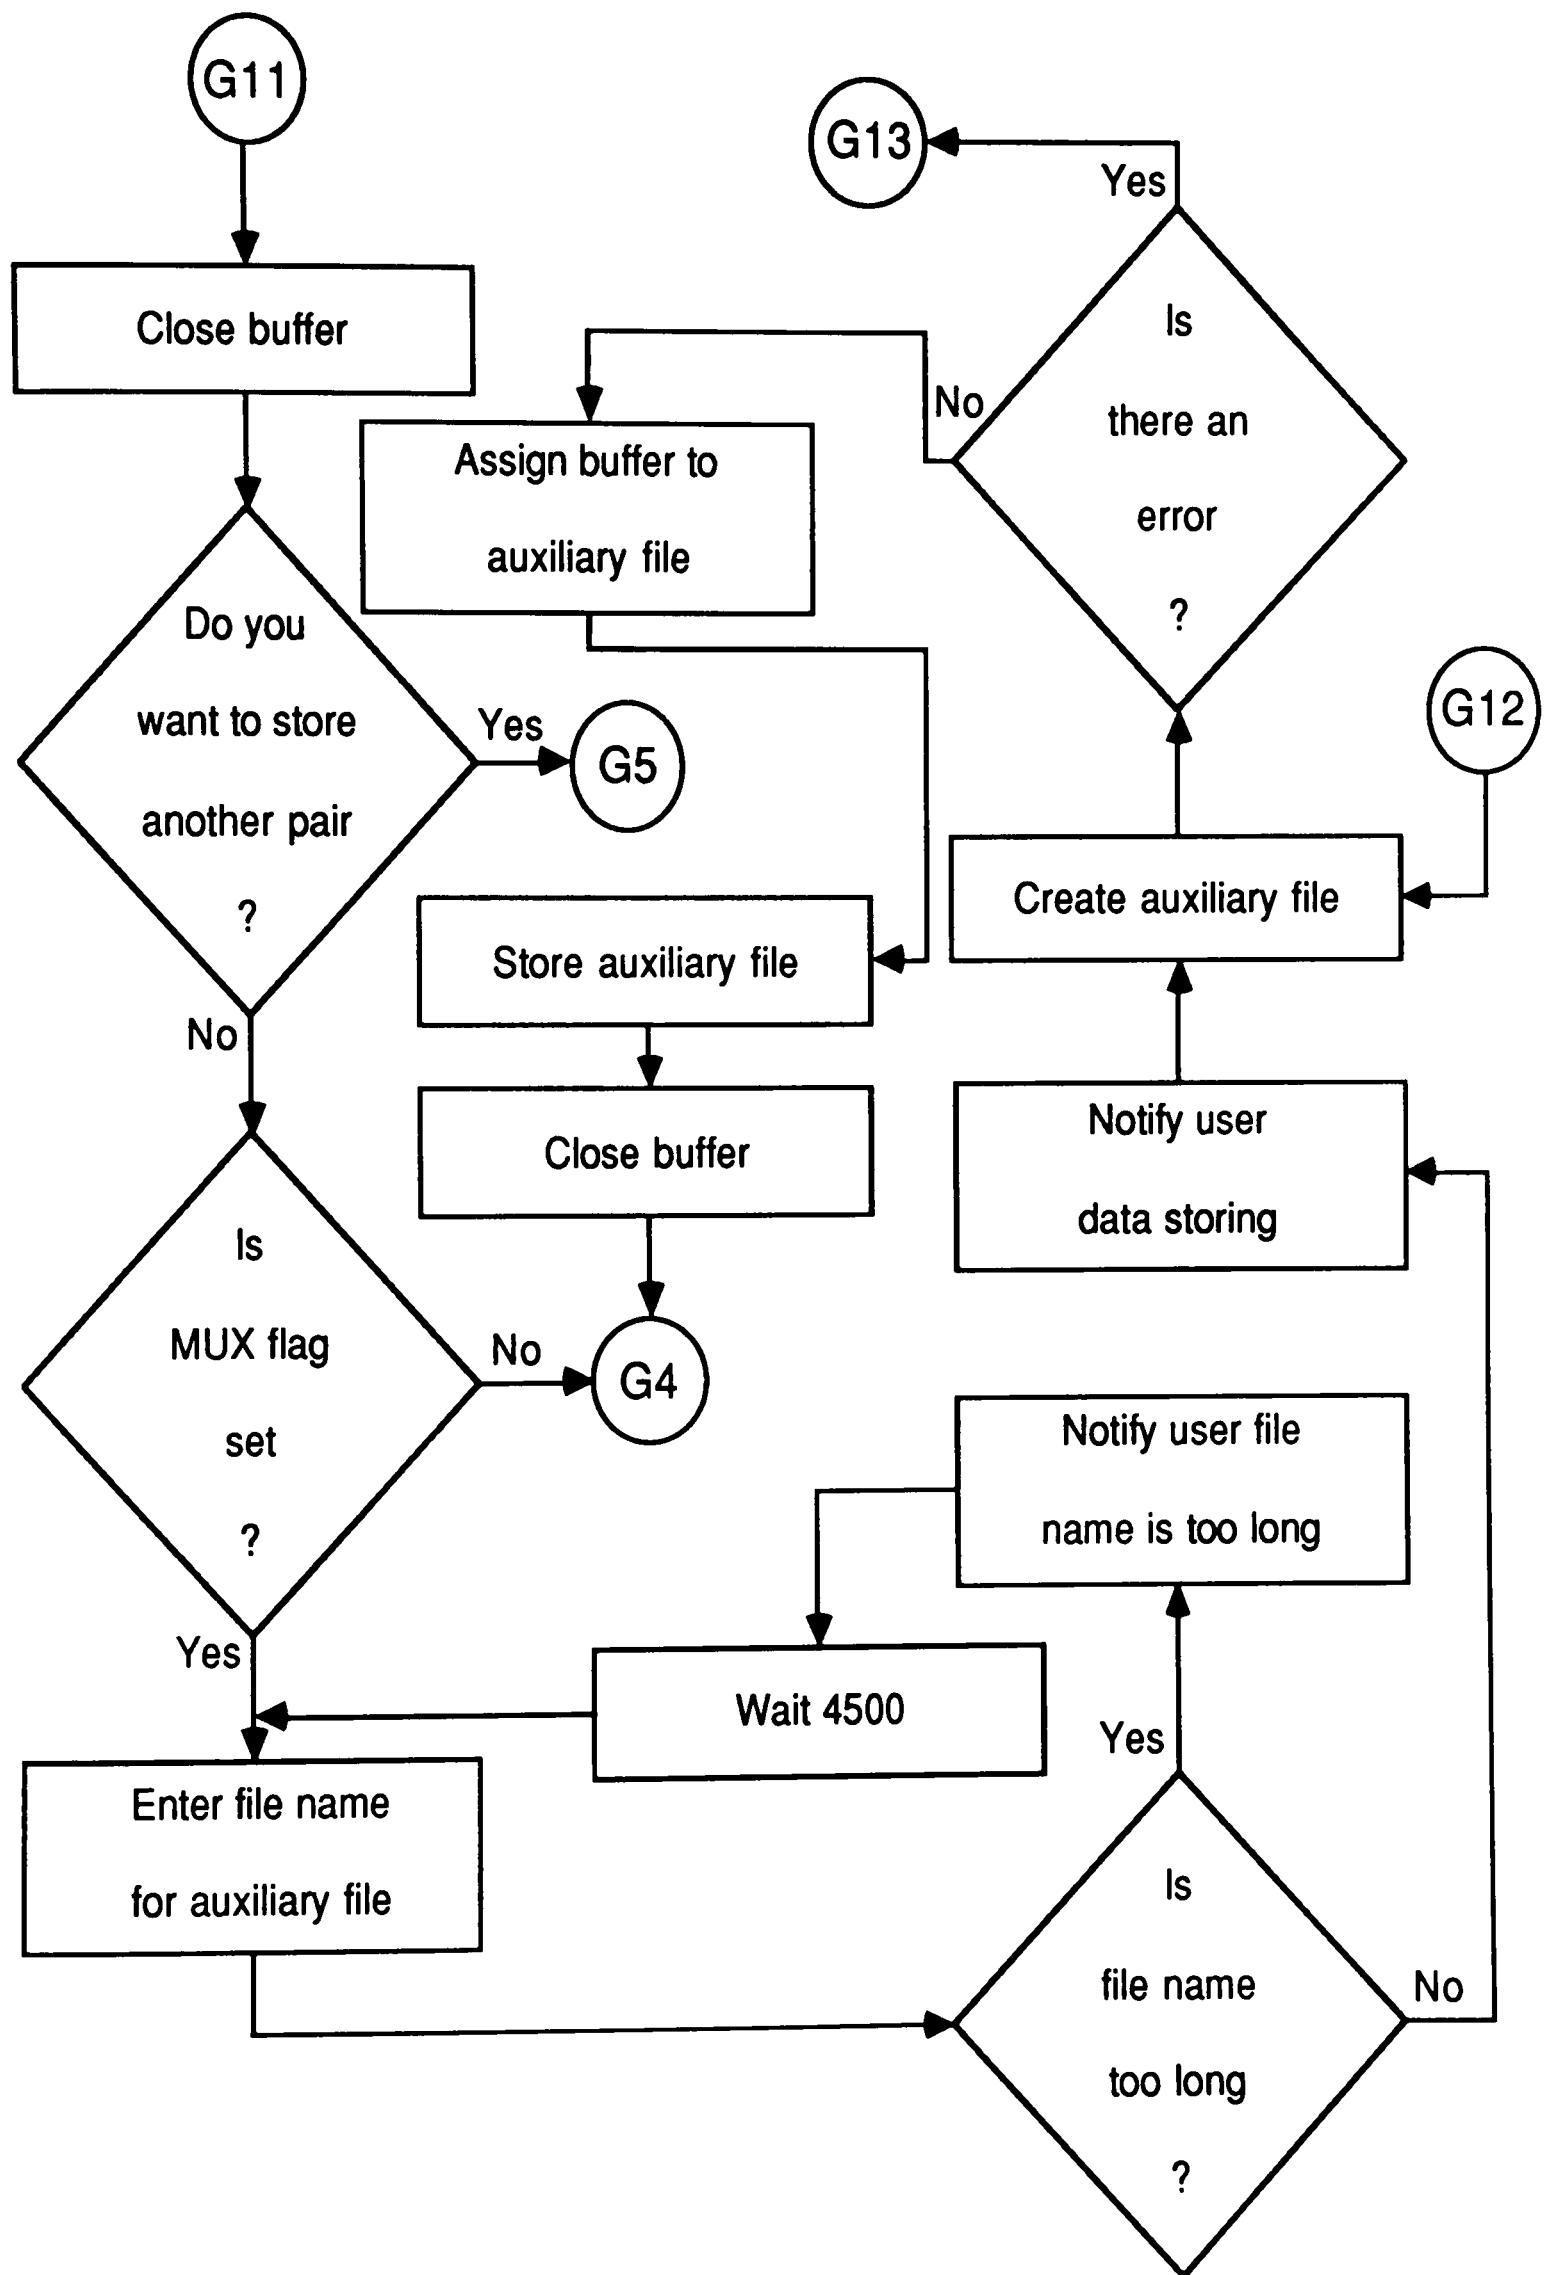 G11
Close buffer
Do you
want to store
another pair
?
Yes
G5
No
Is
MUX flag
set
?
No
G4
Yes
Enter file name
for auxiliary file
Is
file name
too long
?
Yes
Notify user file
name is too long
Wait 4500
No
Notify user
data storing
Create auxiliary file
G12
Is
there an
error
?
Yes
G13
No
Assign buffer to
auxiliary file
Store auxiliary file
Close buffer